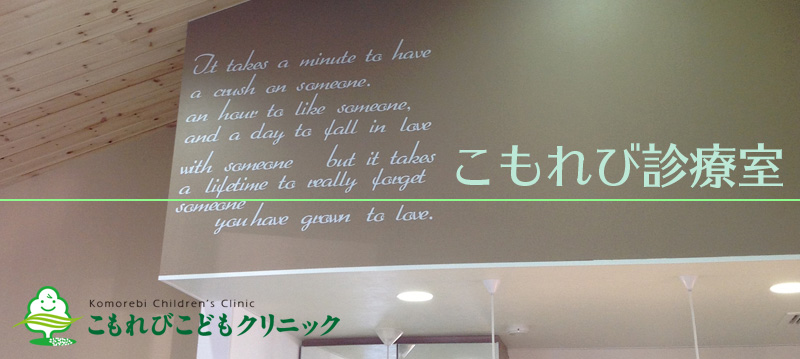 It takes a minute to have
a crush on someone.
an hour to like someone,
and a day to fall in love
with someone but it takes
a lifetime to really forget
someone
you have grown to love.
こもれび診療室
Komorebi Children's Clinic
こもれびこどもクリニック